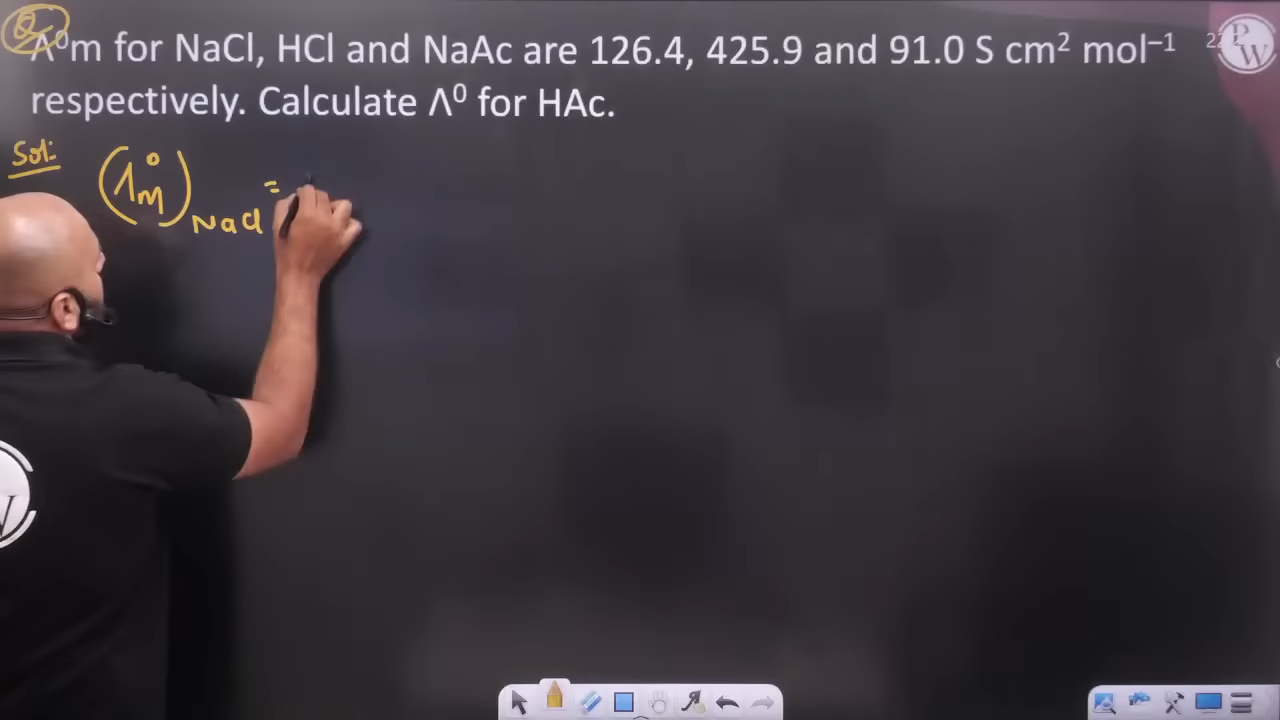 Λ⁰m for NaCl, HCl and NaAc are 126.4, 425.9 and 91.0 S cm² mol⁻¹
respectively. Calculate Λ⁰ for HAc.
Sol:
(Λ°m)NaCl =
PW